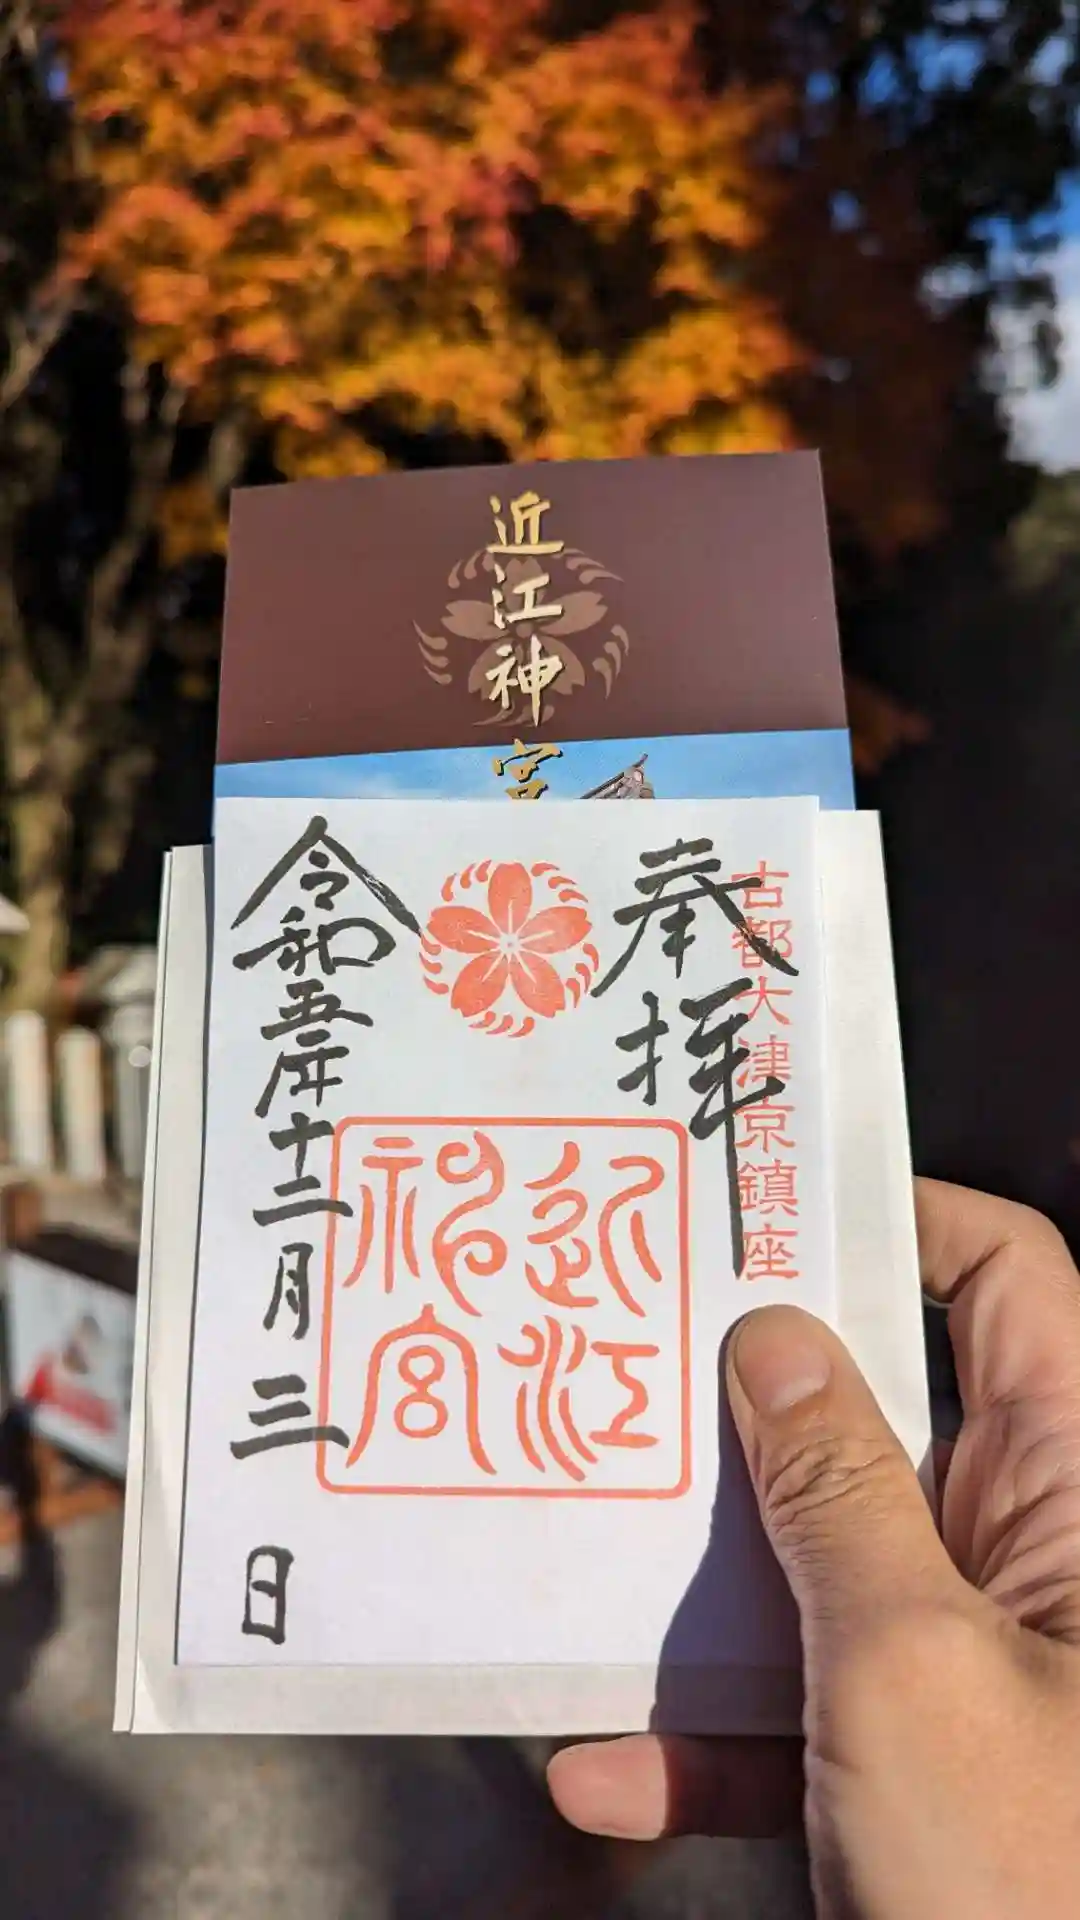 近江神宮
古都大津京鎮座
奉拝
近江
神宮
令和五年十二月三日